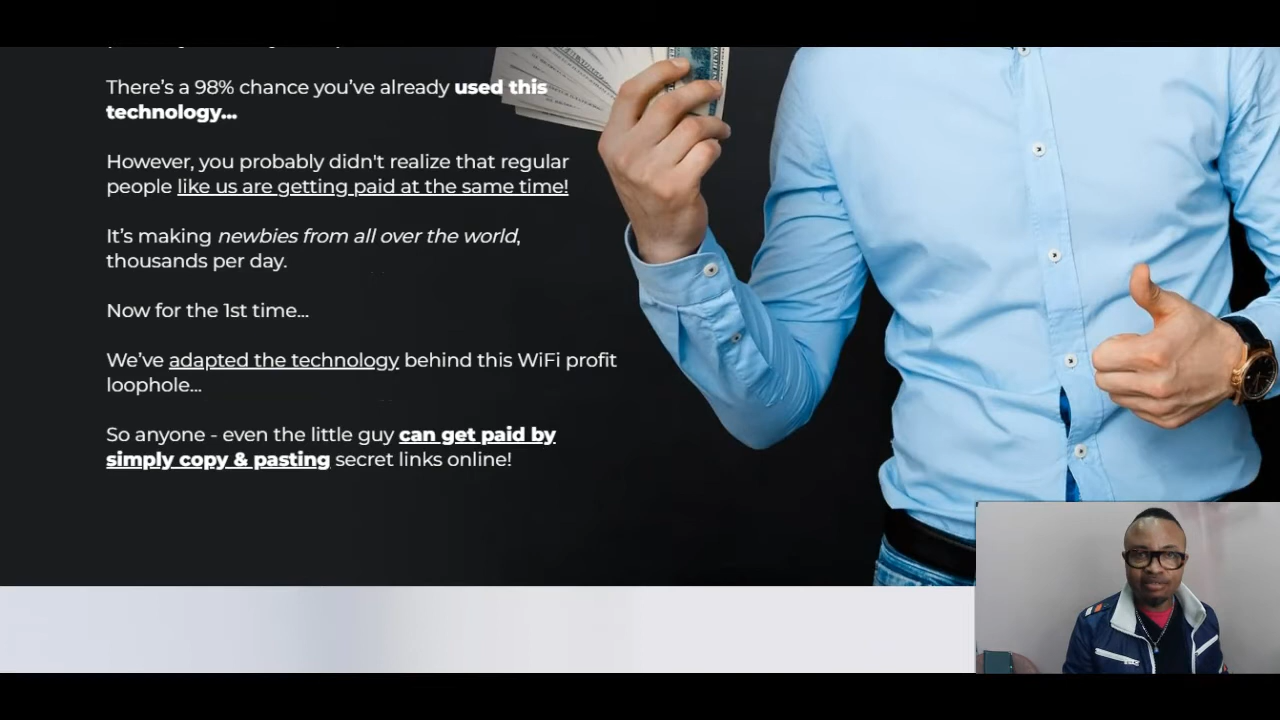 There's a 98% chance you've already used this
technology...
However, you probably didn't realize that regular
people like us are getting paid at the same time!
It's making newbies from all over the world,
thousands per day.
Now for the 1st time...
We've adapted the technology behind this WiFi profit
loophole...
So anyone - even the little guy can get paid by
simply copy & pasting secret links online!